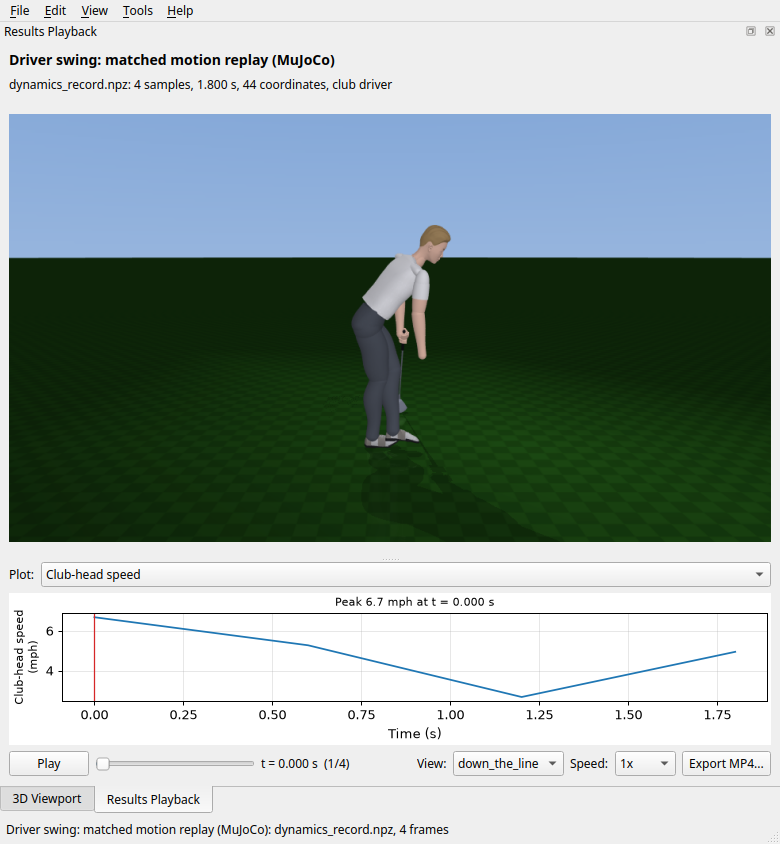 File Edit View Tools Help
Results Playback
Driver swing: matched motion replay (MuJoCo)
dynamics_record.npz: 4 samples, 1.800 s, 44 coordinates, club driver
Plot: Club-head speed
Peak 6.7 mph at t = 0.000 s
Club-head speed
(mph)
6
4
0.00 0.25 0.50 0.75 1.00 1.25 1.50 1.75
Time (s)
Play t = 0.000 s (1/4) View: down_the_line Speed: 1x Export MP4...
3D Viewport Results Playback
Driver swing: matched motion replay (MuJoCo): dynamics_record.npz, 4 frames